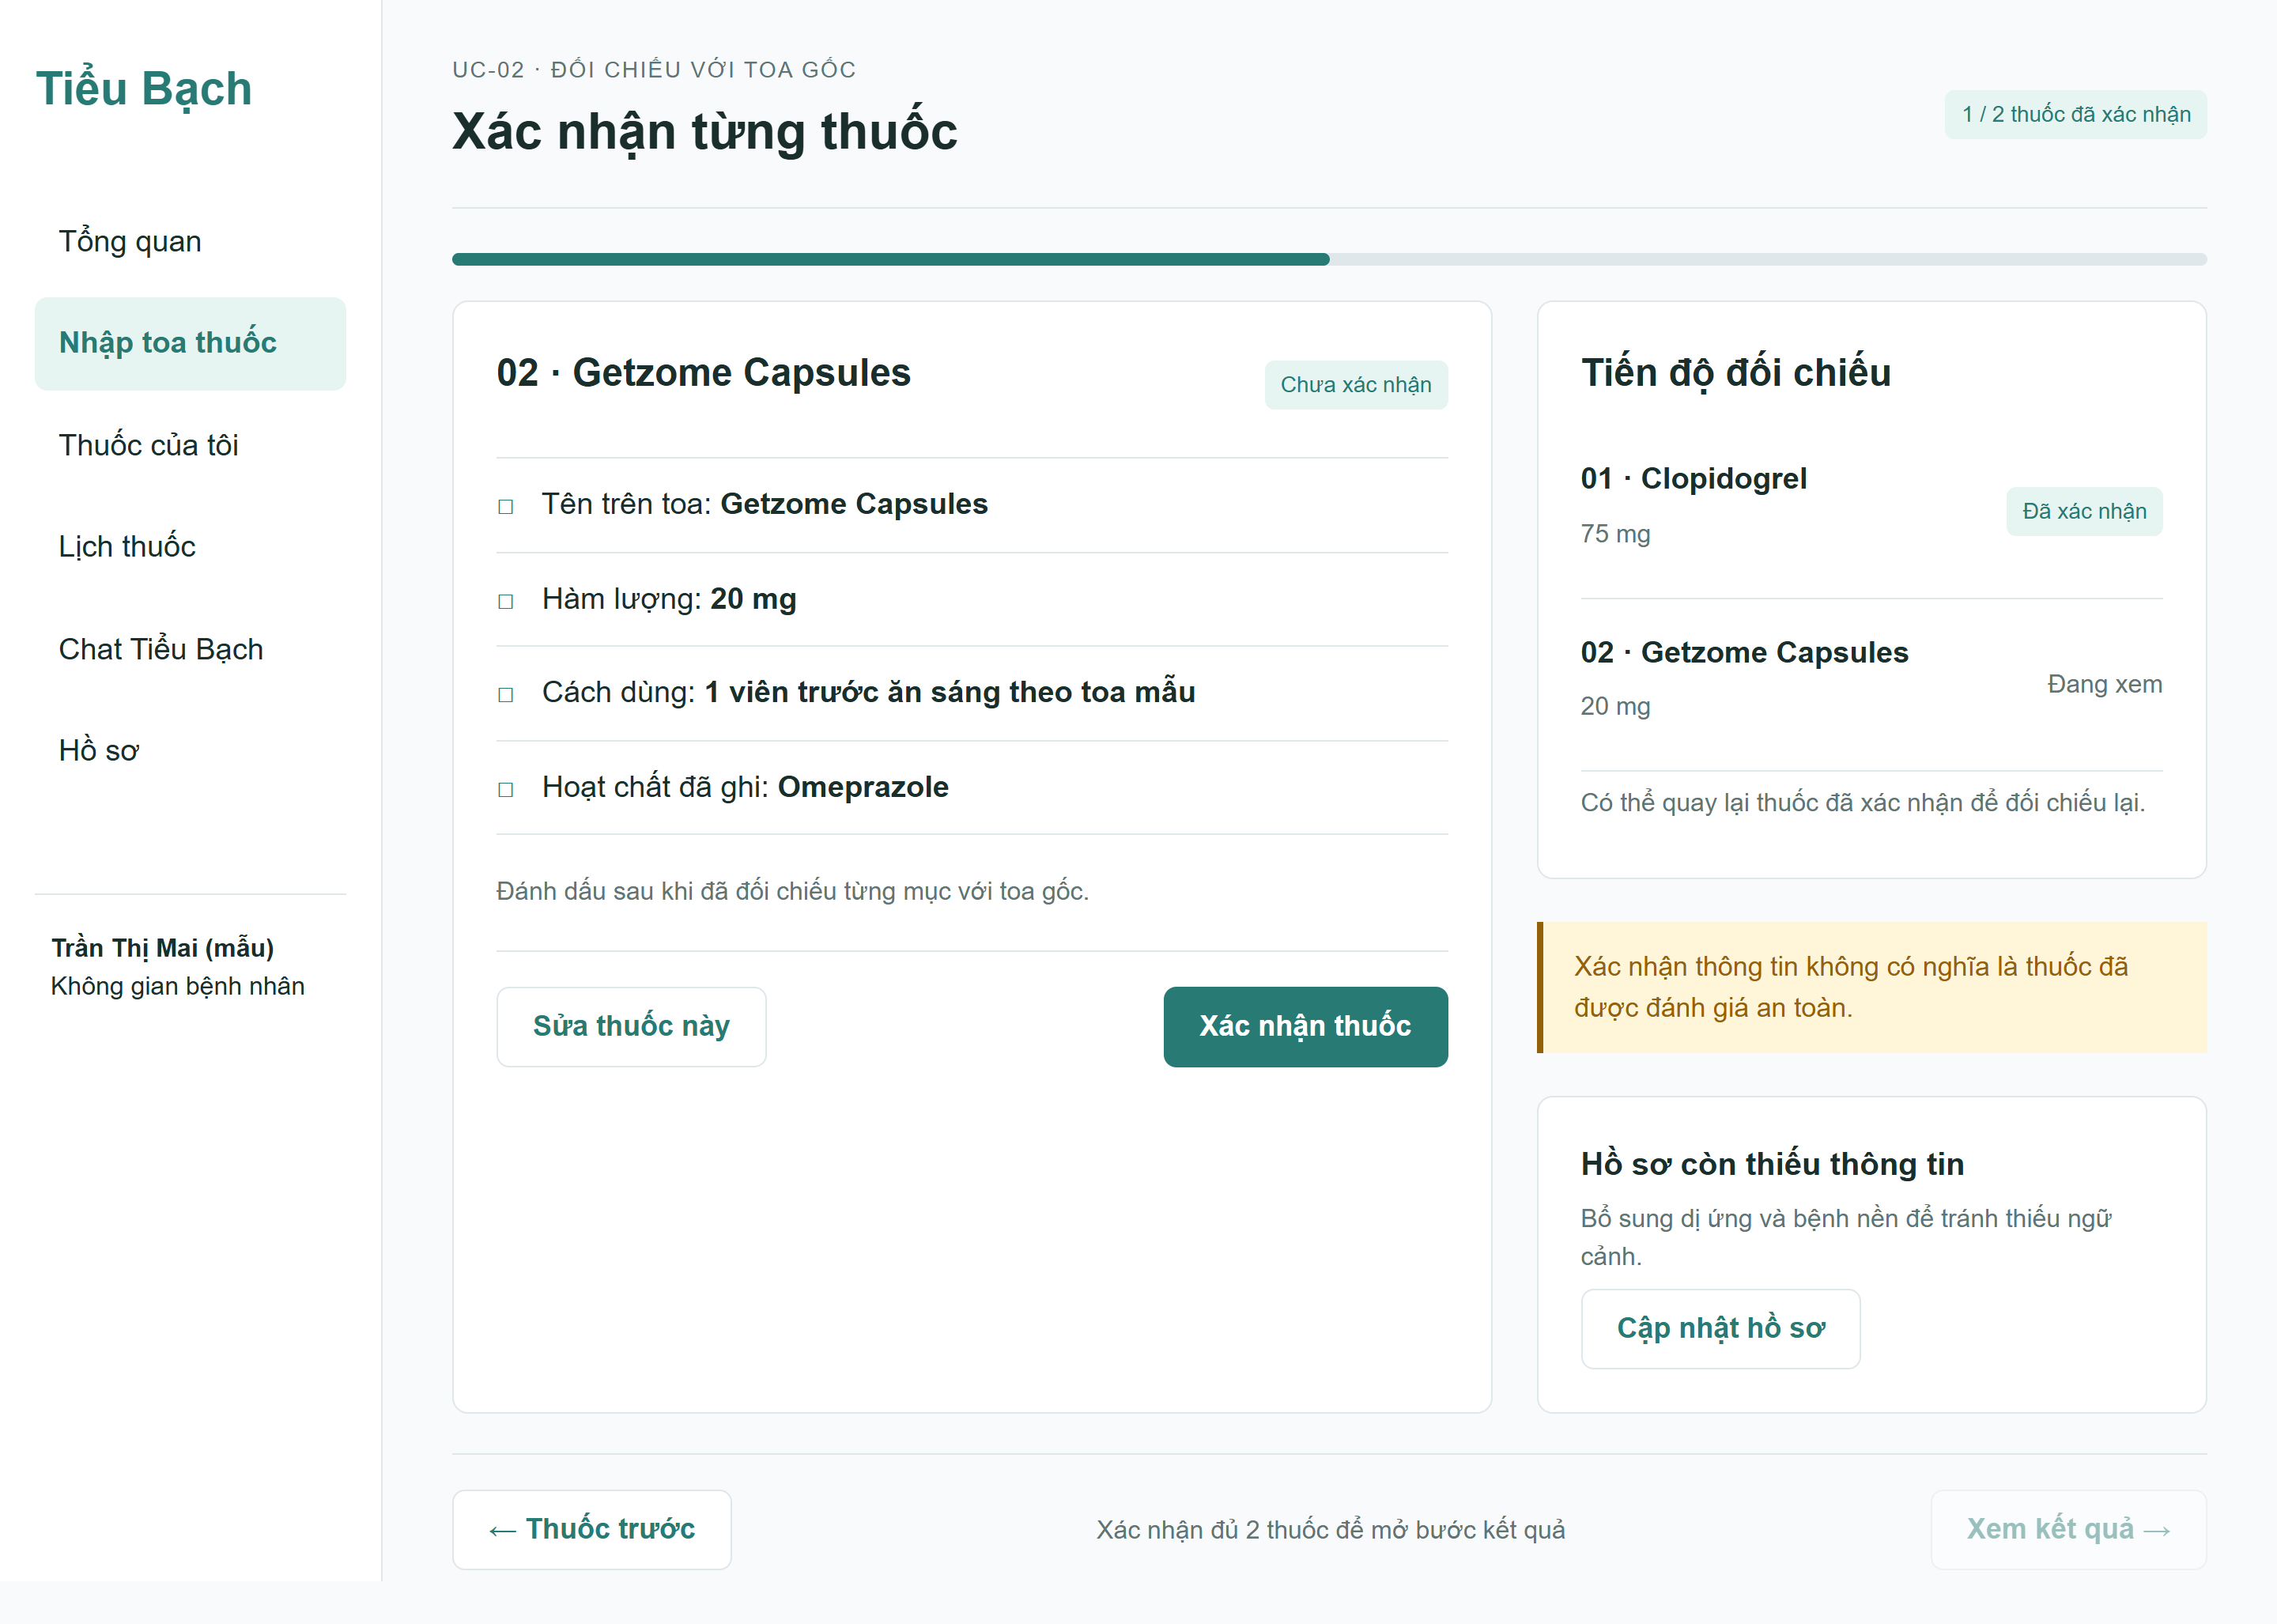 Tiểu Bạch
Tổng quan
Nhập toa thuốc
Thuốc của tôi
Lịch thuốc
Chat Tiểu Bạch
Hồ sơ
Trần Thị Mai (mẫu)
Không gian bệnh nhân
UC-02 · ĐỐI CHIẾU VỚI TOA GỐC
Xác nhận từng thuốc
1 / 2 thuốc đã xác nhận
02 · Getzome Capsules
Chưa xác nhận
Tên trên toa: Getzome Capsules
Hàm lượng: 20 mg
Cách dùng: 1 viên trước ăn sáng theo toa mẫu
Hoạt chất đã ghi: Omeprazole
Đánh dấu sau khi đã đối chiếu từng mục với toa gốc.
Sửa thuốc này
Xác nhận thuốc
Tiến độ đối chiếu
01 · Clopidogrel
75 mg
Đã xác nhận
02 · Getzome Capsules
20 mg
Đang xem
Có thể quay lại thuốc đã xác nhận để đối chiếu lại.
Xác nhận thông tin không có nghĩa là thuốc đã
được đánh giá an toàn.
Hồ sơ còn thiếu thông tin
Bổ sung dị ứng và bệnh nền để tránh thiếu ngữ
cảnh.
Cập nhật hồ sơ
← Thuốc trước
Xác nhận đủ 2 thuốc để mở bước kết quả
Xem kết quả →